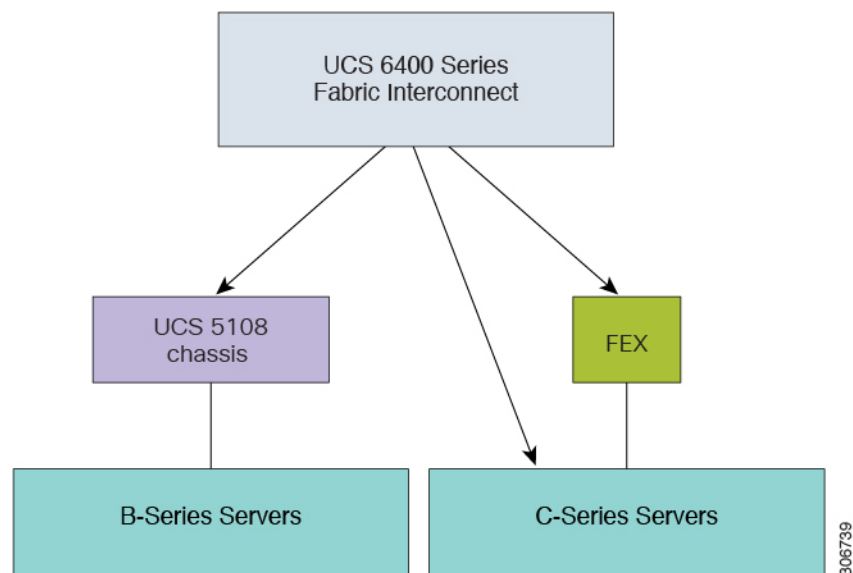 UCS 6400 Series
Fabric Interconnect
UCS 5108
chassis
FEX
B-Series Servers
C-Series Servers
306739